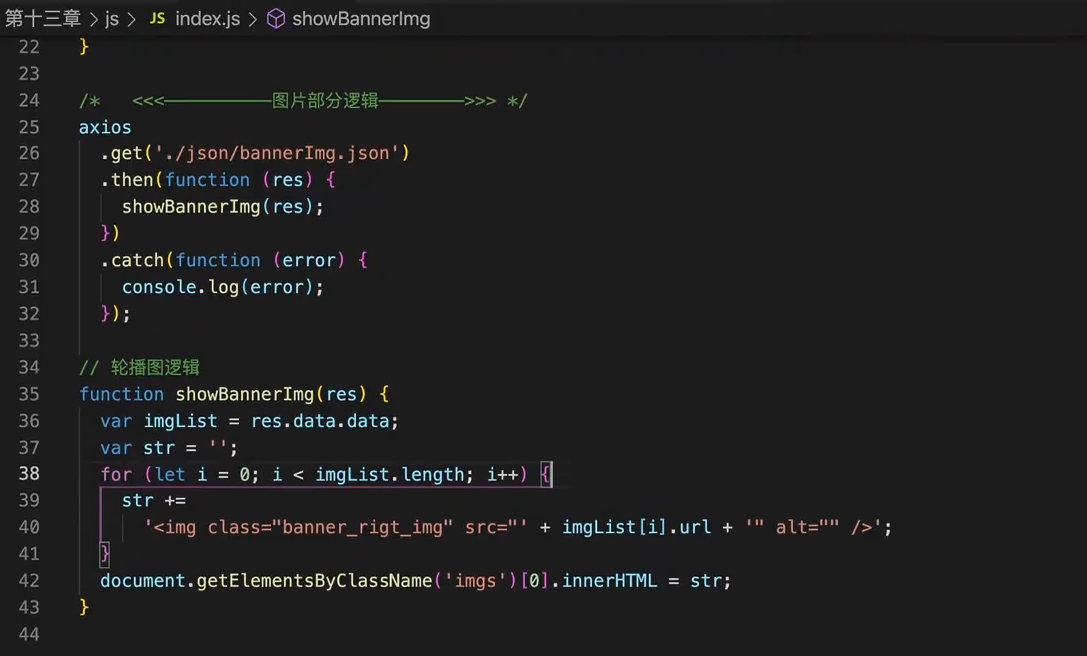 第十三章 > js > JS index.js > showBannerImg
22 }
23
24 /*   <<<——————————图片部分逻辑————————>>> */
25 axios
26   .get('./json/bannerImg.json')
27   .then(function (res) {
28     showBannerImg(res);
29   })
30   .catch(function (error) {
31     console.log(error);
32   });
33
34 // 轮播图逻辑
35 function showBannerImg(res) {
36   var imgList = res.data.data;
37   var str = '';
38   for (let i = 0; i < imgList.length; i++) {
39     str +=
40       '<img class="banner_rigt_img" src="' + imgList[i].url + '" alt="" />';
41   }
42   document.getElementsByClassName('imgs')[0].innerHTML = str;
43 }
44